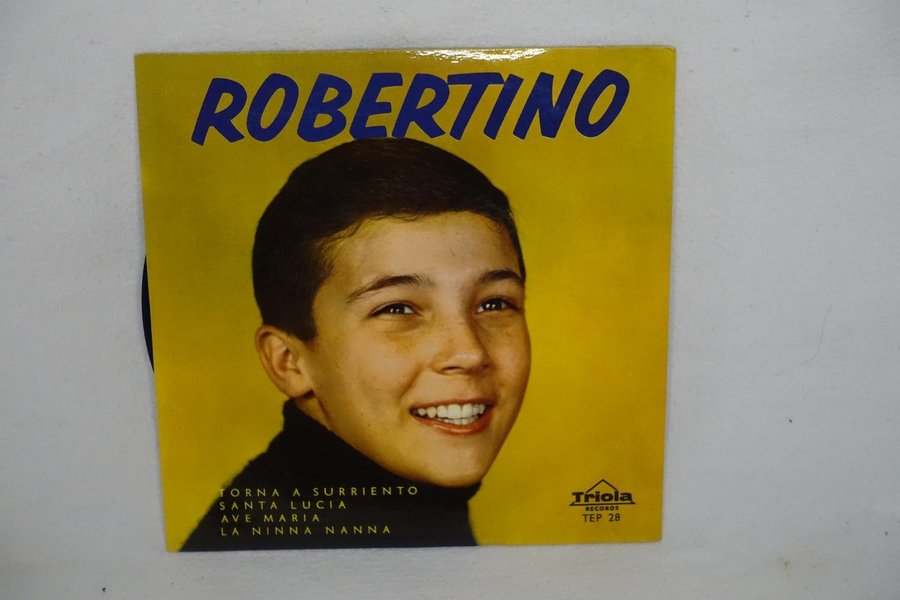 ROBERTINO
TORNA A SURRIENTO
SANTA LUCIA
AVE MARIA
LA NINNA NANNA
Triola
RECORDS
TEP 28